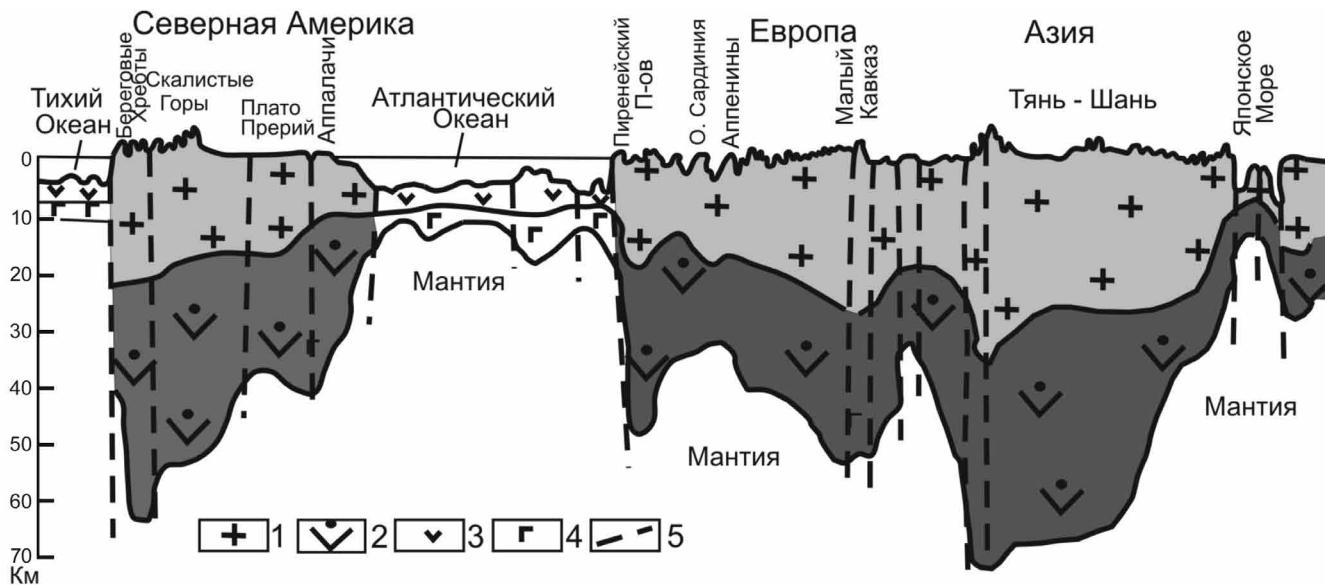 Северная Америка
Европа
Азия
Тихий
Океан
Береговые
Хребты
Скалистые
Горы
Плато
Прерий
Аппалачи
Атлантический
Океан
Пиренейский
П-ов
О. Сардиния
Аппенины
Малый
Кавказ
Тянь - Шань
Японское
Море
0
10
20
30
40
50
60
70
Км
Мантия
Мантия
Мантия
1
2
3
4
5